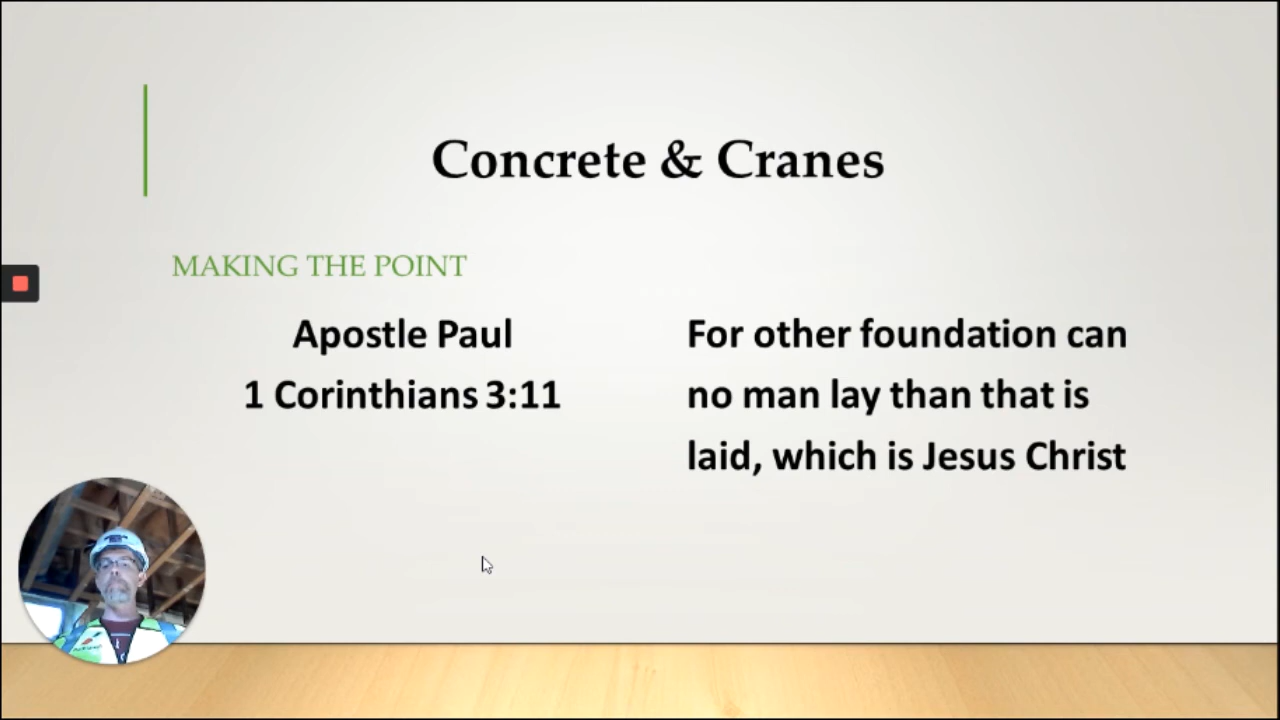 Concrete & Cranes
MAKING THE POINT
Apostle Paul
1 Corinthians 3:11
For other foundation can
no man lay than that is
laid, which is Jesus Christ